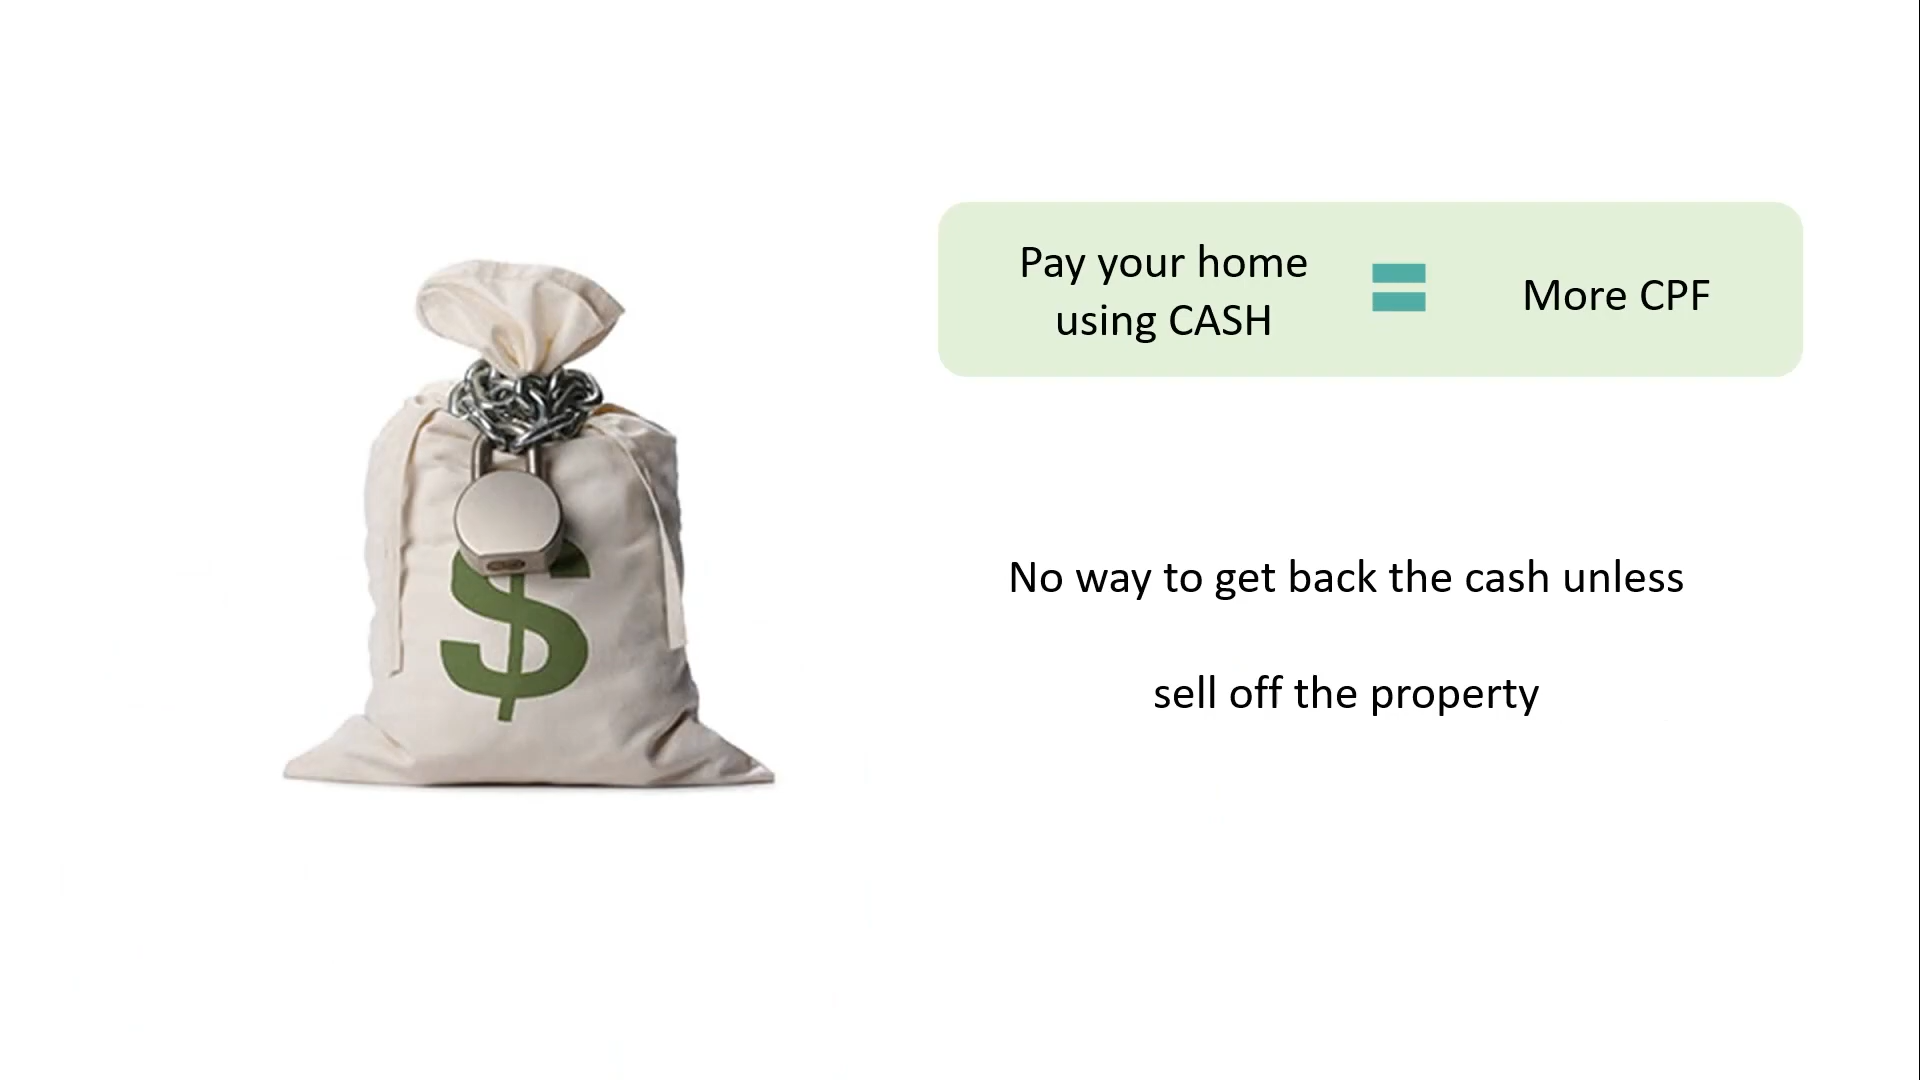 Pay your home
using CASH
More CPF
No way to get back the cash unless
sell off the property
$